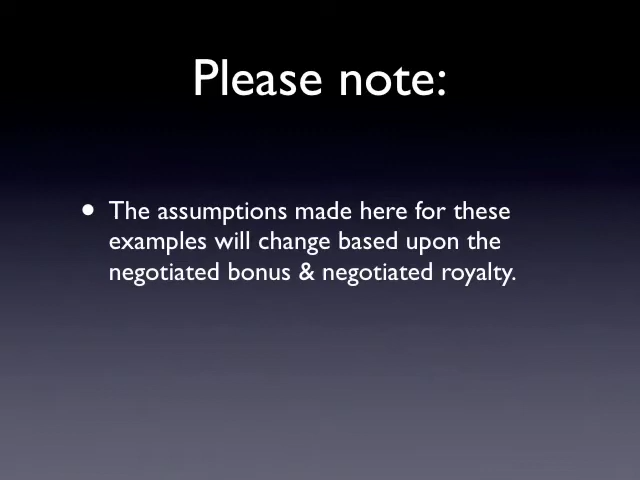 Please note:
• The assumptions made here for these
examples will change based upon the
negotiated bonus & negotiated royalty.